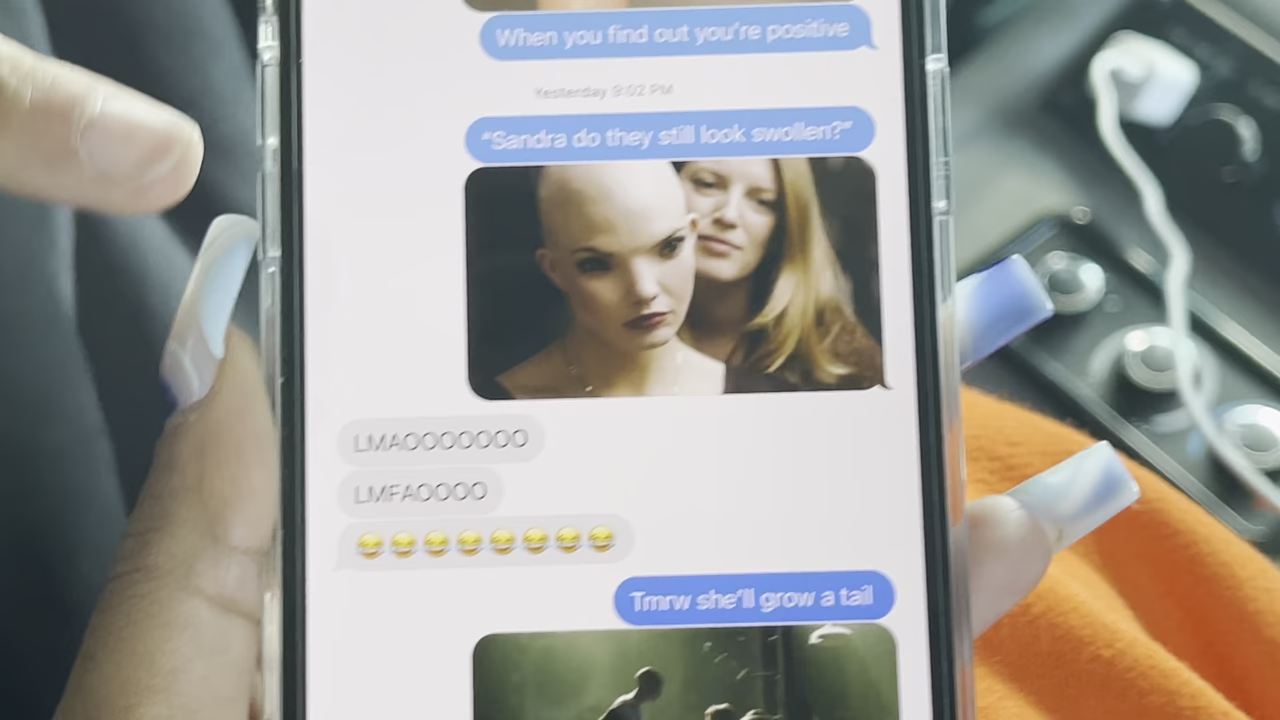 When you find out you're positive
Yesterday 9:02 PM
"Sandra do they still look swollen?"
LMAOOOOOOO
LMFAOOOO
😂😂😂😂😂😂😂😂
Tmrw she'll grow a tail